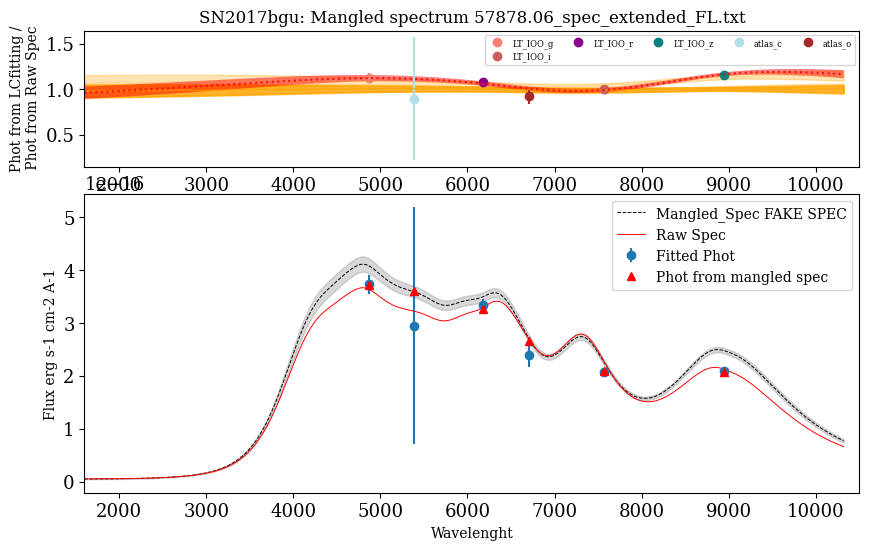 SN2017bgu: Mangled spectrum 57878.06_spec_extended_FL.txt
Phot from LCfitting /
Phot from Raw Spec
1.5
1.0
0.5
LT_IOO_g LT_IOO_r LT_IOO_z atlas_c atlas_o
LT_IOO_i
2000 3000 4000 5000 6000 7000 8000 9000 10000
1e−16
Flux erg s-1 cm-2 A-1
5
4
3
2
1
0
Mangled_Spec FAKE SPEC
Raw Spec
Fitted Phot
Phot from mangled spec
2000 3000 4000 5000 6000 7000 8000 9000 10000
Wavelenght